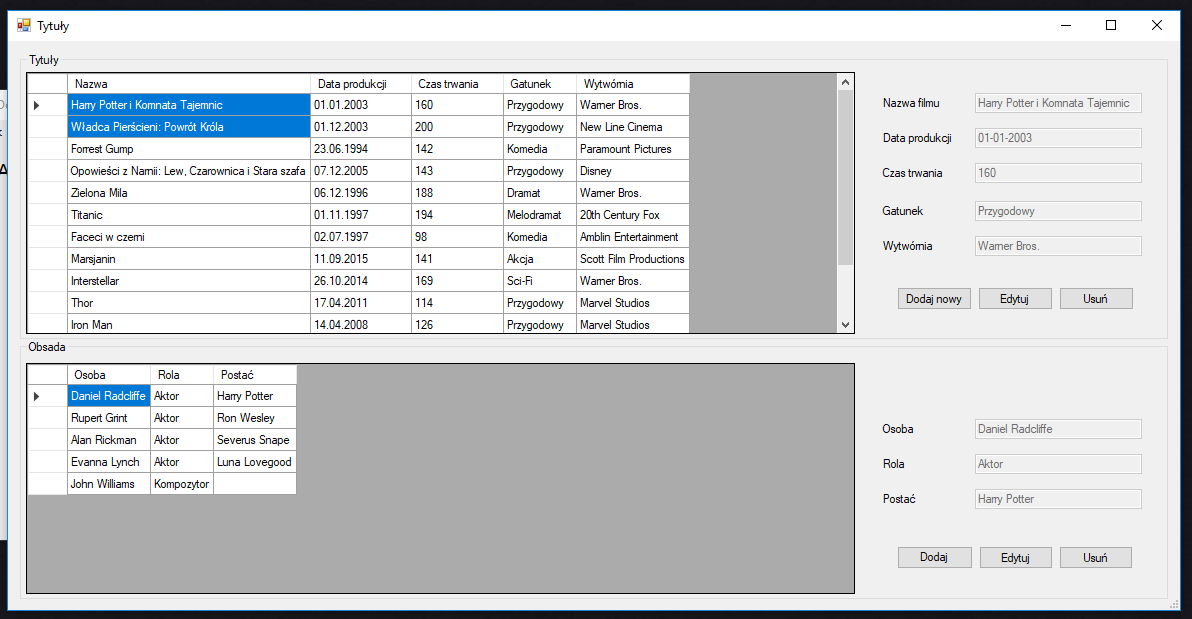 Tytuły
Tytuły
Nazwa Data produkcji Czas trwania Gatunek Wytwórnia
Harry Potter i Komnata Tajemnic 01.01.2003 160 Przygodowy Warner Bros.
Władca Pierścieni: Powrót Króla 01.12.2003 200 Przygodowy New Line Cinema
Forrest Gump 23.06.1994 142 Komedia Paramount Pictures
Opowieści z Narnii: Lew, Czarownica i Stara szafa 07.12.2005 143 Przygodowy Disney
Zielona Mila 06.12.1996 188 Dramat Warner Bros.
Titanic 01.11.1997 194 Melodramat 20th Century Fox
Faceci w czerni 02.07.1997 98 Komedia Amblin Entertainment
Marsjanin 11.09.2015 141 Akcja Scott Film Productions
Interstellar 26.10.2014 169 Sci-Fi Warner Bros.
Thor 17.04.2011 114 Przygodowy Marvel Studios
Iron Man 14.04.2008 126 Przygodowy Marvel Studios
Nazwa filmu Harry Potter i Komnata Tajemnic
Data produkcji 01-01-2003
Czas trwania 160
Gatunek Przygodowy
Wytwórnia Warner Bros.
Dodaj nowy Edytuj Usuń
Obsada
Osoba Rola Postać
Daniel Radcliffe Aktor Harry Potter
Rupert Grint Aktor Ron Wesley
Alan Rickman Aktor Severus Snape
Evanna Lynch Aktor Luna Lovegood
John Williams Kompozytor
Osoba Daniel Radcliffe
Rola Aktor
Postać Harry Potter
Dodaj Edytuj Usuń